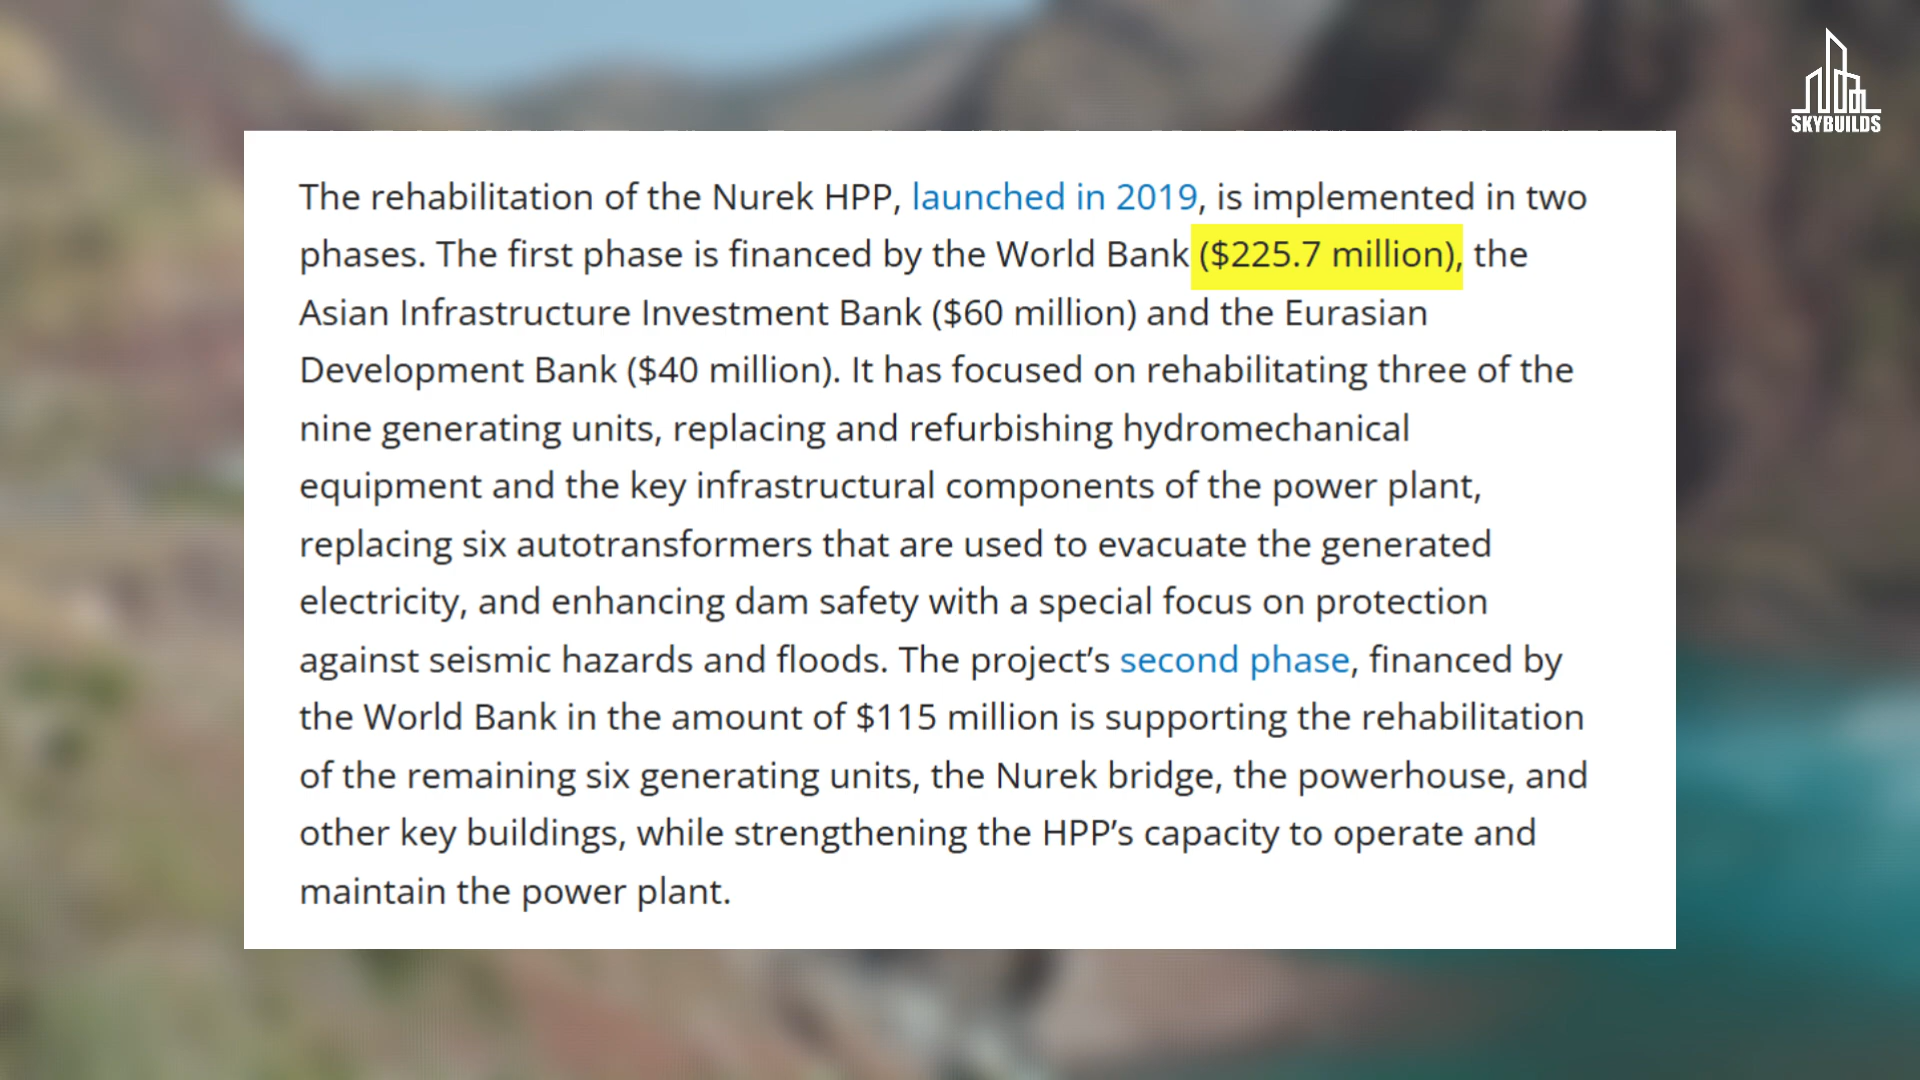 SKYBUILDS
The rehabilitation of the Nurek HPP, launched in 2019, is implemented in two
phases. The first phase is financed by the World Bank ($225.7 million), the
Asian Infrastructure Investment Bank ($60 million) and the Eurasian
Development Bank ($40 million). It has focused on rehabilitating three of the
nine generating units, replacing and refurbishing hydromechanical
equipment and the key infrastructural components of the power plant,
replacing six autotransformers that are used to evacuate the generated
electricity, and enhancing dam safety with a special focus on protection
against seismic hazards and floods. The project’s second phase, financed by
the World Bank in the amount of $115 million is supporting the rehabilitation
of the remaining six generating units, the Nurek bridge, the powerhouse, and
other key buildings, while strengthening the HPP’s capacity to operate and
maintain the power plant.